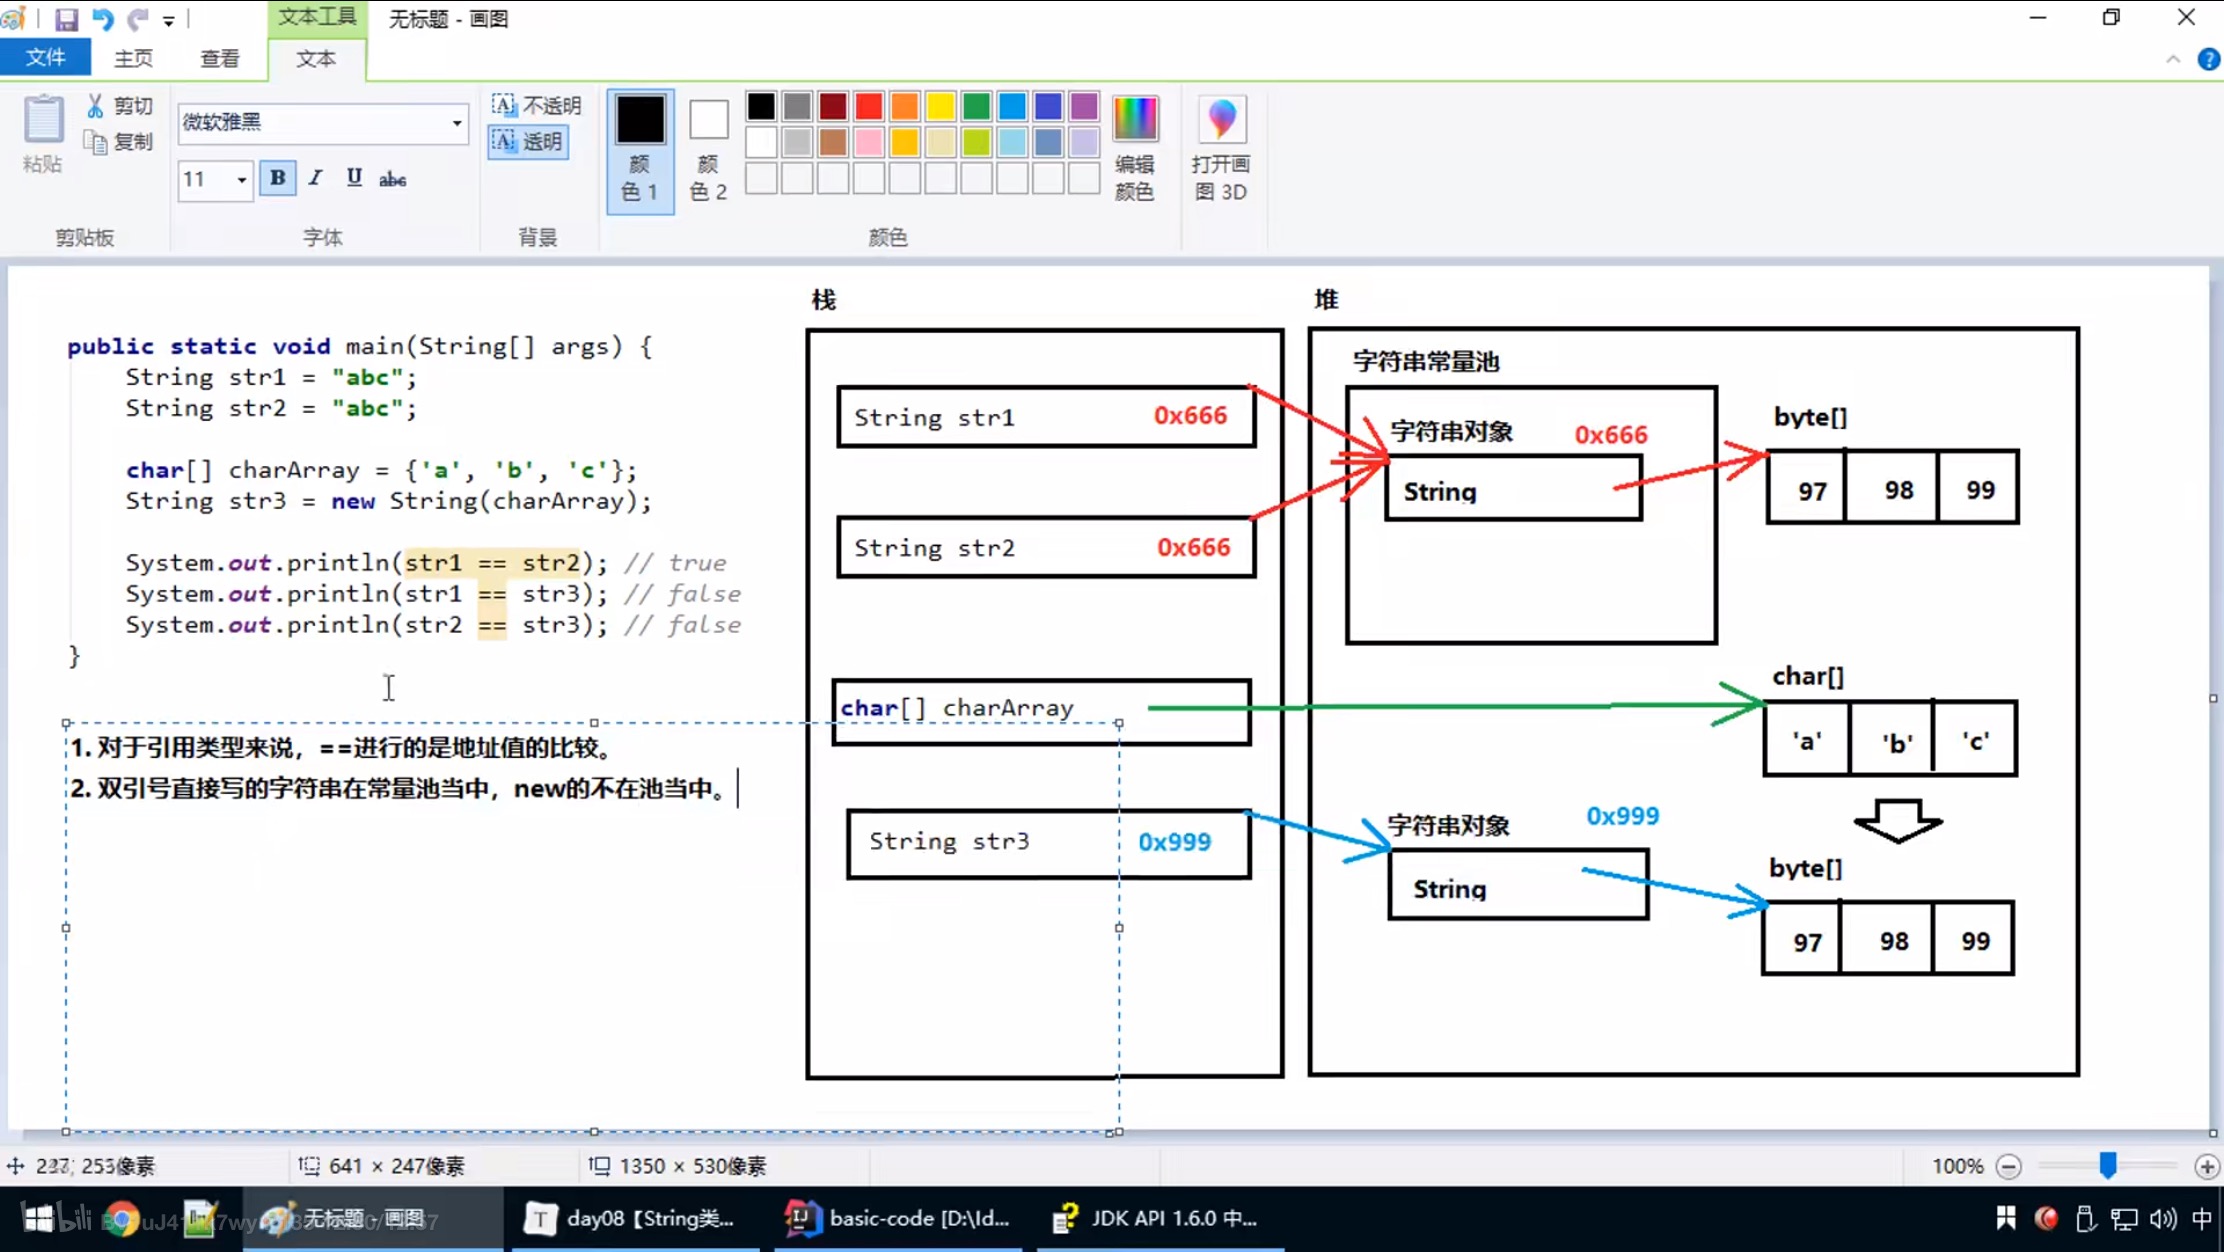 无标题 - 画图
文本工具
文件
主页
查看
文本
粘贴
剪切
复制
剪贴板
微软雅黑
11
B I U abc
字体
不透明
透明
背景
颜色 1
颜色 2
颜色
编辑颜色
打开画图 3D
public static void main(String[] args) {
String str1 = "abc";
String str2 = "abc";
char[] charArray = {'a', 'b', 'c'};
String str3 = new String(charArray);
System.out.println(str1 == str2); // true
System.out.println(str1 == str3); // false
System.out.println(str2 == str3); // false
}
1. 对于引用类型来说，==进行的是地址值的比较。
2. 双引号直接写的字符串在常量池当中，new的不在池当中。
栈
String str1 0x666
String str2 0x666
char[] charArray
String str3 0x999
堆
字符串常量池
字符串对象 0x666
String
byte[]
97 98 99
char[]
'a' 'b' 'c'
字符串对象 0x999
String
byte[]
97 98 99
255像素
641 × 247像素
1350 × 530像素
100%
无标题 - 画图
day08【String类...
basic-code [D:\Id...
JDK API 1.6.0 中...
中